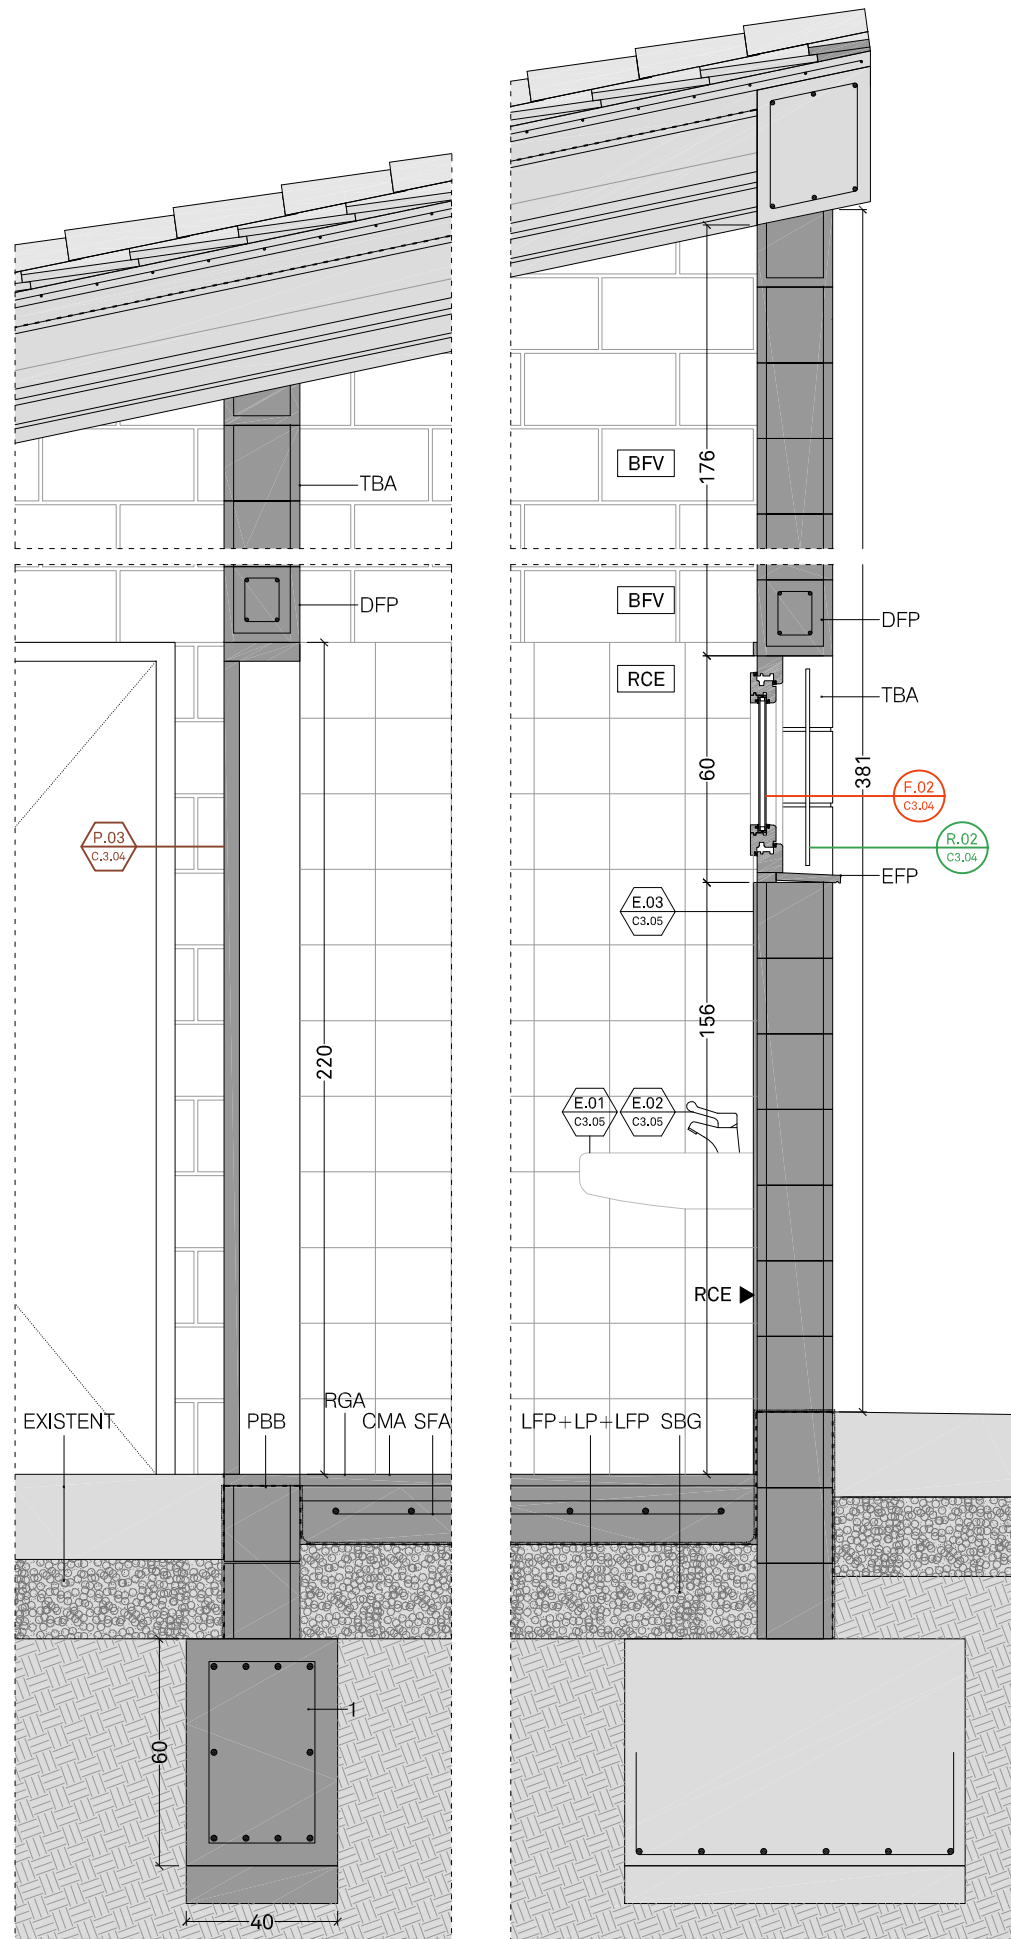 BFV
176
TBA
BFV
DFP
DFP
RCE
TBA
60
381
F.02
C3.04
P.03
C.3.04
R.02
C3.04
EFP
E.03
C3.05
156
220
E.01
C3.05
E.02
C3.05
RCE
RGA
EXISTENT PBB CMA SFA LFP+LP+LFP SBG
1
60
40